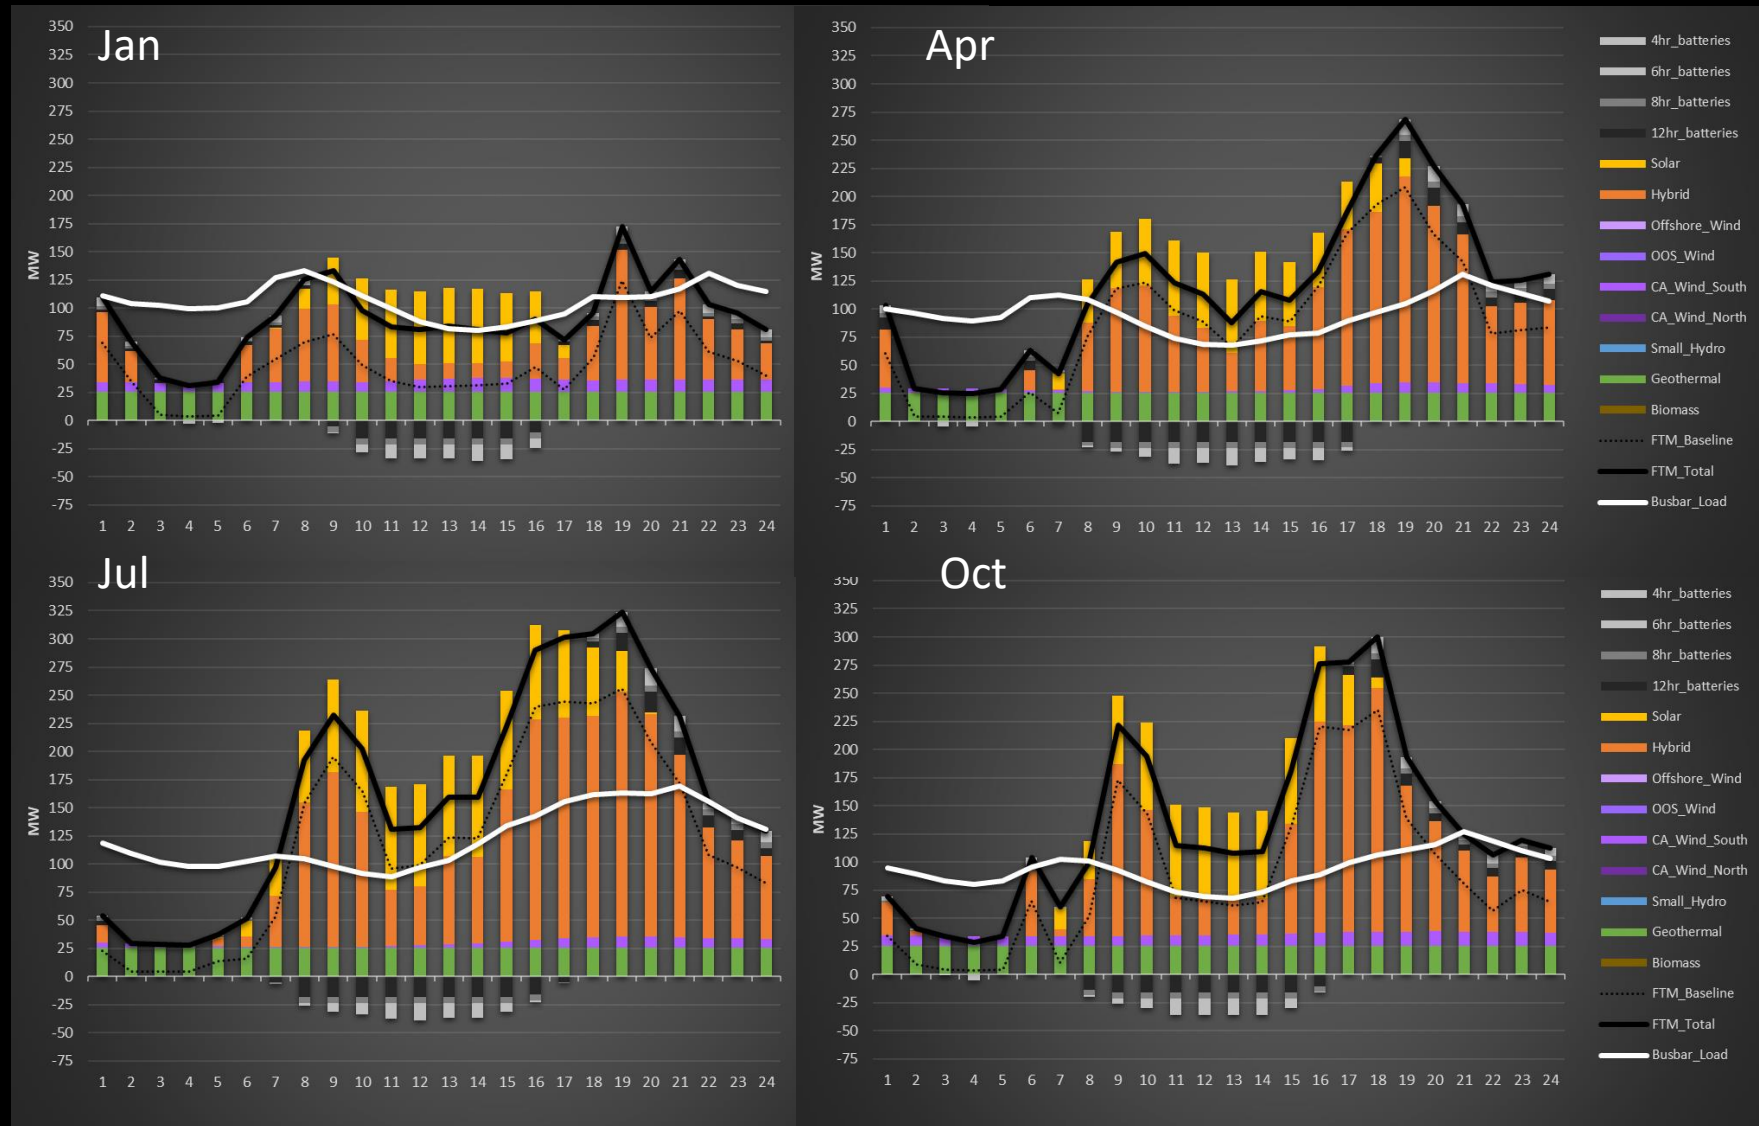 Jan
350
325
300
275
250
225
200
175
150
125
100
75
50
25
0
-25
-50
-75
MW
1 2 3 4 5 6 7 8 9 10 11 12 13 14 15 16 17 18 19 20 21 22 23 24
Apr
350
325
300
275
250
225
200
175
150
125
100
75
50
25
0
-25
-50
-75
MW
1 2 3 4 5 6 7 8 9 10 11 12 13 14 15 16 17 18 19 20 21 22 23 24
4hr_batteries
6hr_batteries
8hr_batteries
12hr_batteries
Solar
Hybrid
Offshore_Wind
OOS_Wind
CA_Wind_South
CA_Wind_North
Small_Hydro
Geothermal
Biomass
FTM_Baseline
FTM_Total
Busbar_Load
Jul
350
325
300
275
250
225
200
175
150
125
100
75
50
25
0
-25
-50
-75
MW
1 2 3 4 5 6 7 8 9 10 11 12 13 14 15 16 17 18 19 20 21 22 23 24
Oct
350
325
300
275
250
225
200
175
150
125
100
75
50
25
0
-25
-50
-75
MW
1 2 3 4 5 6 7 8 9 10 11 12 13 14 15 16 17 18 19 20 21 22 23 24
4hr_batteries
6hr_batteries
8hr_batteries
12hr_batteries
Solar
Hybrid
Offshore_Wind
OOS_Wind
CA_Wind_South
CA_Wind_North
Small_Hydro
Geothermal
Biomass
FTM_Baseline
FTM_Total
Busbar_Load